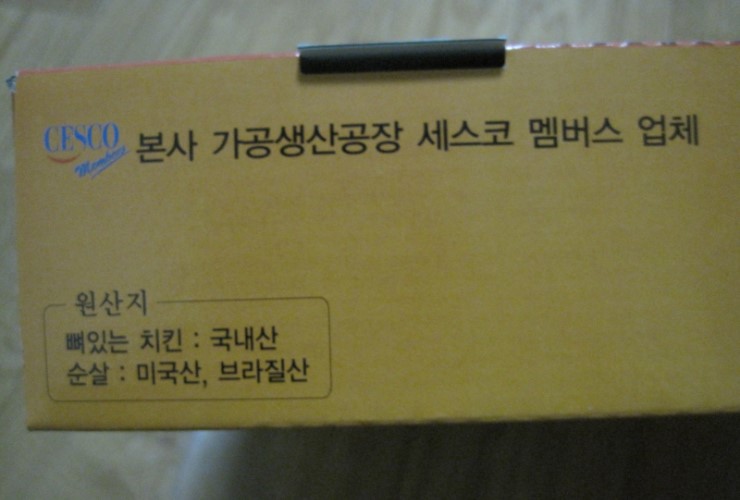 CESCO
Members
본사 가공생산공장 세스코 멤버스 업체
원산지
뼈있는 치킨 : 국내산
순살 : 미국산, 브라질산